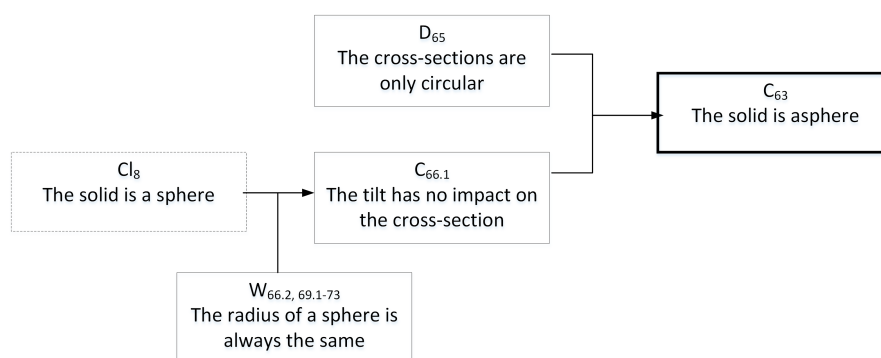 D65
The cross-sections are
only circular
C63
The solid is asphere
Cl8
The solid is a sphere
C66.1
The tilt has no impact on
the cross-section
W66.2, 69.1-73
The radius of a sphere is
always the same